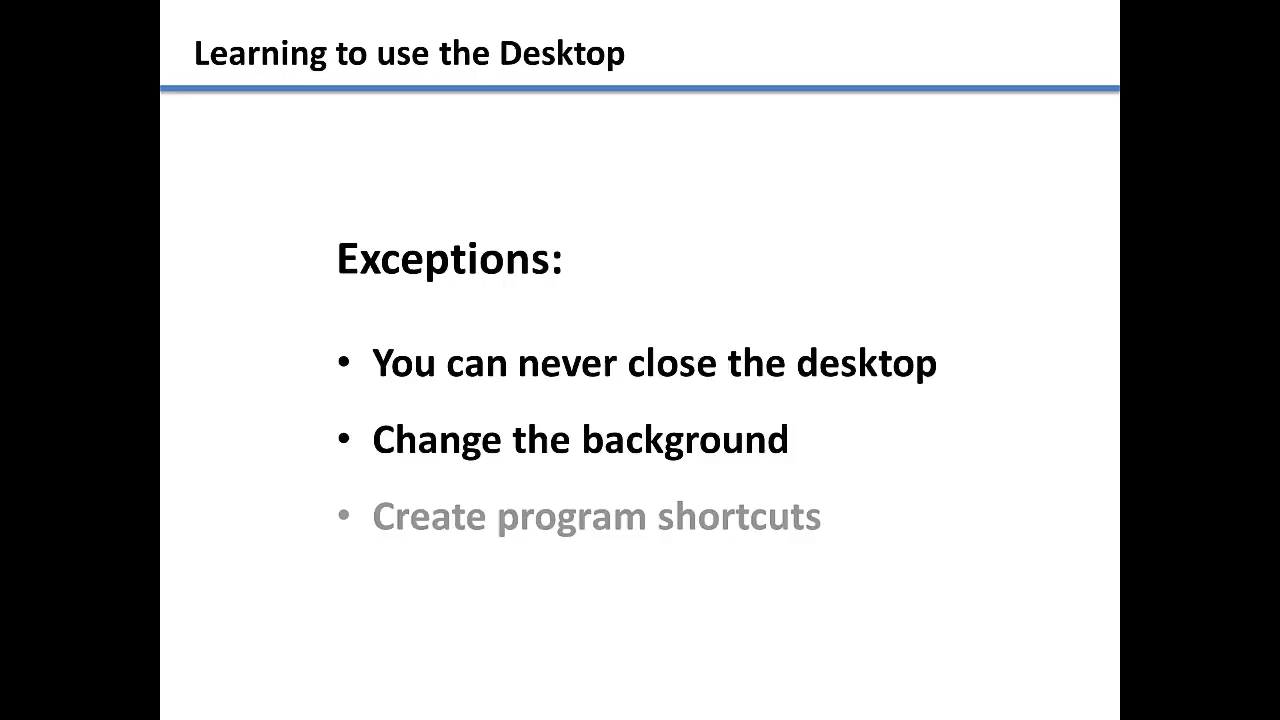 Learning to use the Desktop
Exceptions:
• You can never close the desktop
• Change the background
• Create program shortcuts